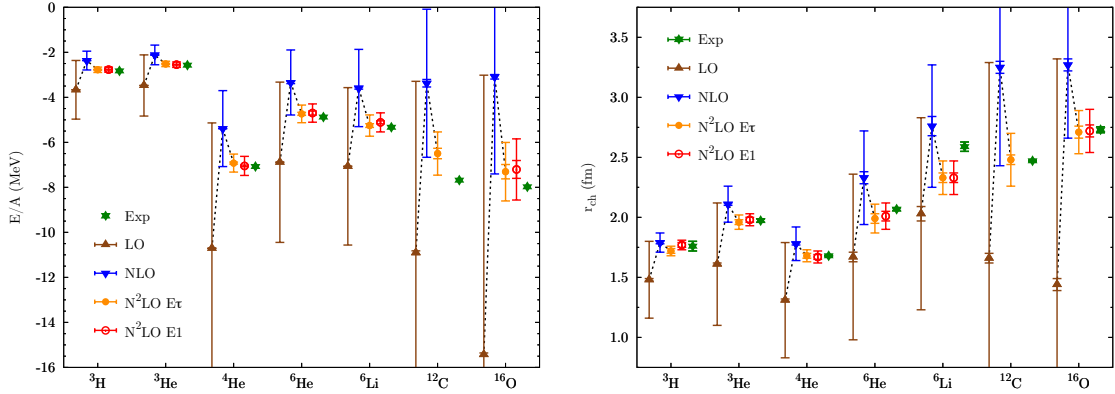 0
-2
-4
-6
-8
-10
-12
-14
-16
E/A (MeV)
Exp
LO
NLO
N²LO Eτ
N²LO E1
³H
³He
⁴He
⁶He
⁶Li
¹²C
¹⁶O
3.5
3.0
2.5
2.0
1.5
1.0
r_ch (fm)
Exp
LO
NLO
N²LO Eτ
N²LO E1
³H
³He
⁴He
⁶He
⁶Li
¹²C
¹⁶O